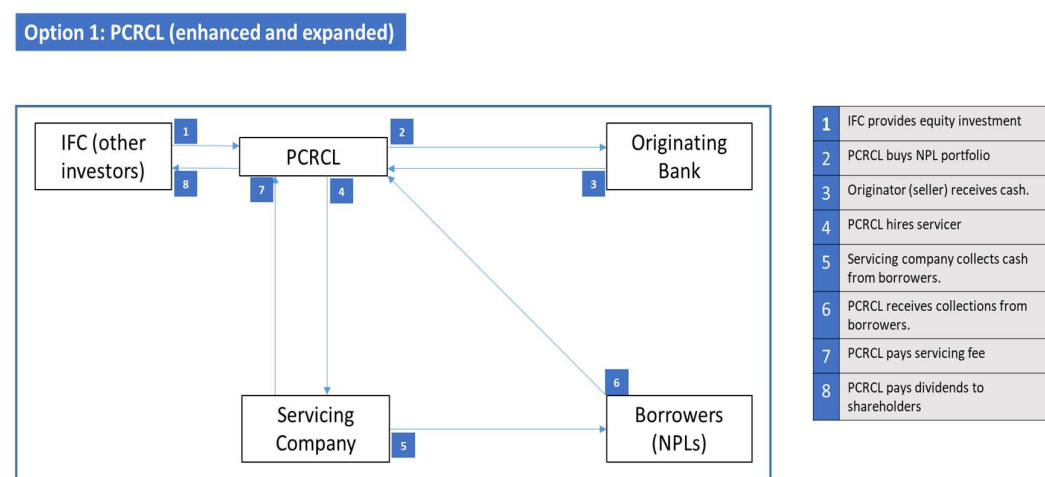 Option 1: PCRCL (enhanced and expanded)
IFC (other
investors)
1
8
PCRCL
2
7
4
3
Originating
Bank
Servicing
Company
5
6
Borrowers
(NPLs)
1 IFC provides equity investment
2 PCRCL buys NPL portfolio
3 Originator (seller) receives cash.
4 PCRCL hires servicer
5 Servicing company collects cash
from borrowers.
6 PCRCL receives collections from
borrowers.
7 PCRCL pays servicing fee
8 PCRCL pays dividends to
shareholders